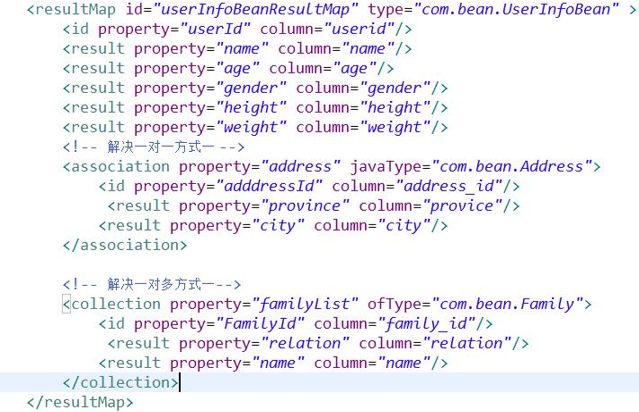 <resultMap id="userInfoBeanResultMap" type="com.bean.UserInfoBean" >
<id property="userId" column="userid"/>
<result property="name" column="name"/>
<result property="age" column="age"/>
<result property="gender" column="gender"/>
<result property="height" column="height"/>
<result property="weight" column="weight"/>
<!-- 解决一对一方式一 -->
<association property="address" javaType="com.bean.Address">
<id property="adddressId" column="address_id"/>
<result property="province" column="provice"/>
<result property="city" column="city"/>
</association>
<!-- 解决一对多方式一-->
<collection property="familyList" ofType="com.bean.Family">
<id property="FamilyId" column="family_id"/>
<result property="relation" column="relation"/>
<result property="name" column="name"/>
</collection>
</resultMap>